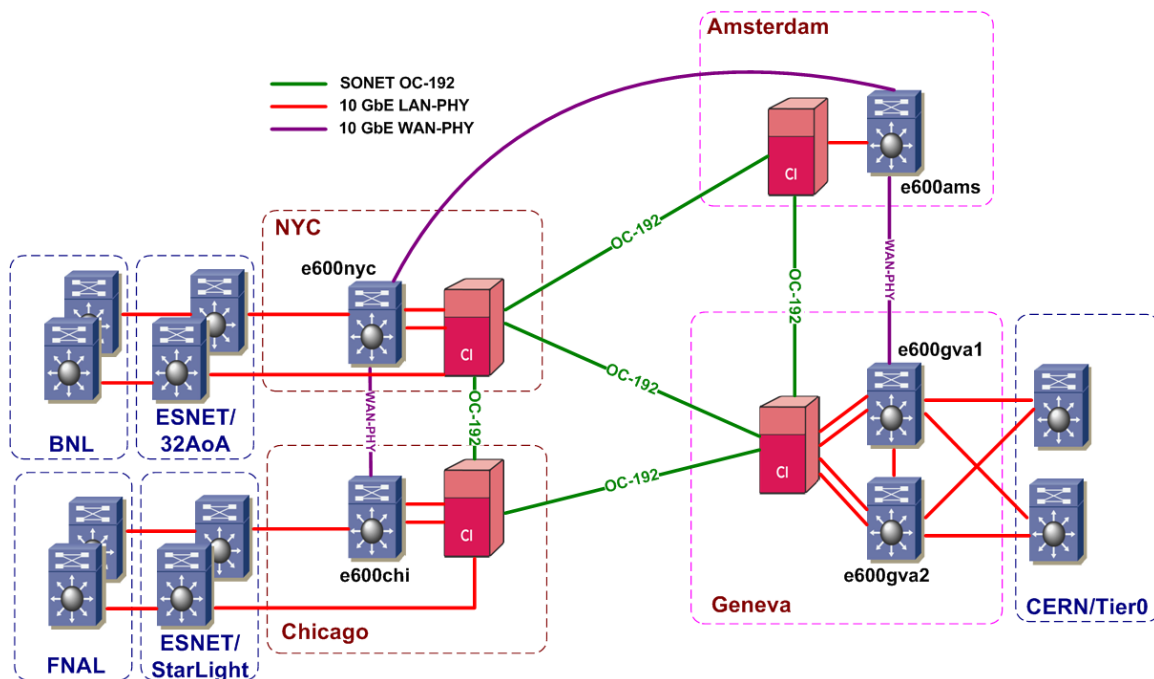 Amsterdam
SONET OC-192
10 GbE LAN-PHY
10 GbE WAN-PHY
CI
e600ams
OC-192
NYC
e600nyc
WAN-PHY
OC-192
CI
e600gva1
OC-192
BNL
ESNET/
32AoA
WAN-PHY
OC-192
CI
OC-192
CI
e600chi
e600gva2
Geneva
CERN/Tier0
Chicago
FNAL
ESNET/
StarLight